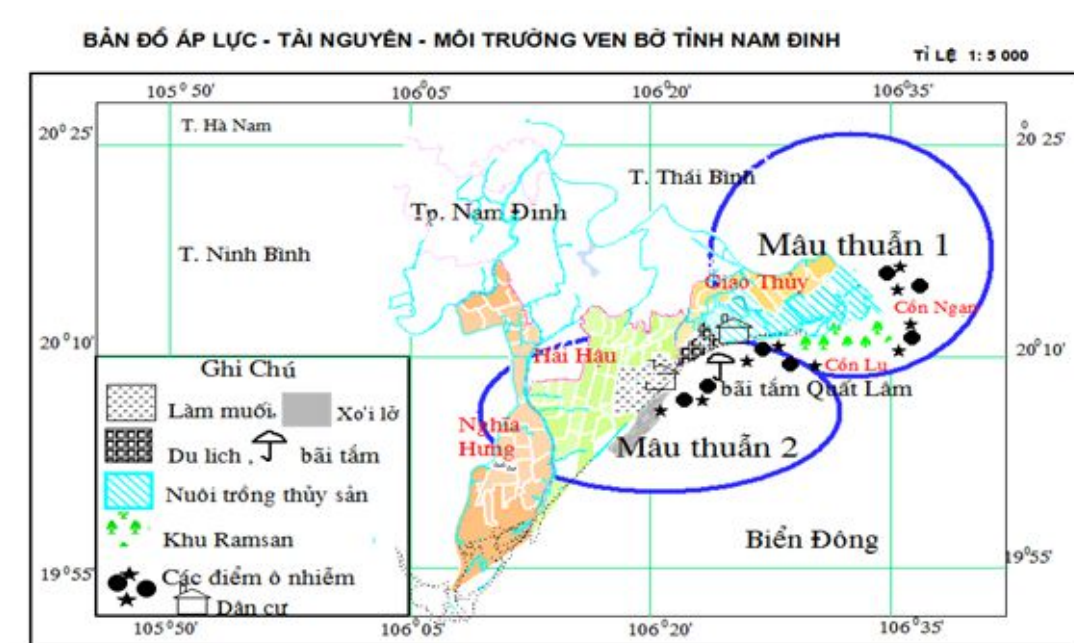 BẢN ĐỒ ÁP LỰC - TÀI NGUYÊN - MÔI TRƯỜNG VEN BỜ TỈNH NAM ĐINH
TỈ LỆ 1: 5 000
105° 50' 106°05' 106°20' 106°35'
20° 25' T. Hà Nam 20° 25'
T. Thái Bình
Tp. Nam Đinh
T. Ninh Bình
Mâu thuẫn 1
Giao Thủy
Cồn Ngạn
20° 10' Hải Hâu 20° 10'
Cồn Lu
bãi tắm Quất Lâm
Nghĩa
Hưng
Mâu thuẫn 2
Biển Đông
Ghi Chú
Làm muối, Xo'i lở
Du lich , bãi tắm
Nuôi trồng thủy sản
Khu Ramsan
Các điểm ô nhiễm
Dân cư
19°55' 19°55'
105° 50' 106°05' 106°20' 106°35'